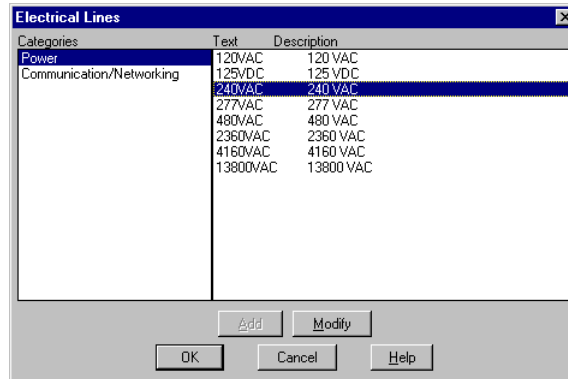 Electrical Lines
Categories
Text Description
Power
Communication/Networking
120VAC 120 VAC
125VDC 125 VDC
240VAC 240 VAC
277VAC 277 VAC
480VAC 480 VAC
2360VAC 2360 VAC
4160VAC 4160 VAC
13800VAC 13800 VAC
Add Modify
OK Cancel Help